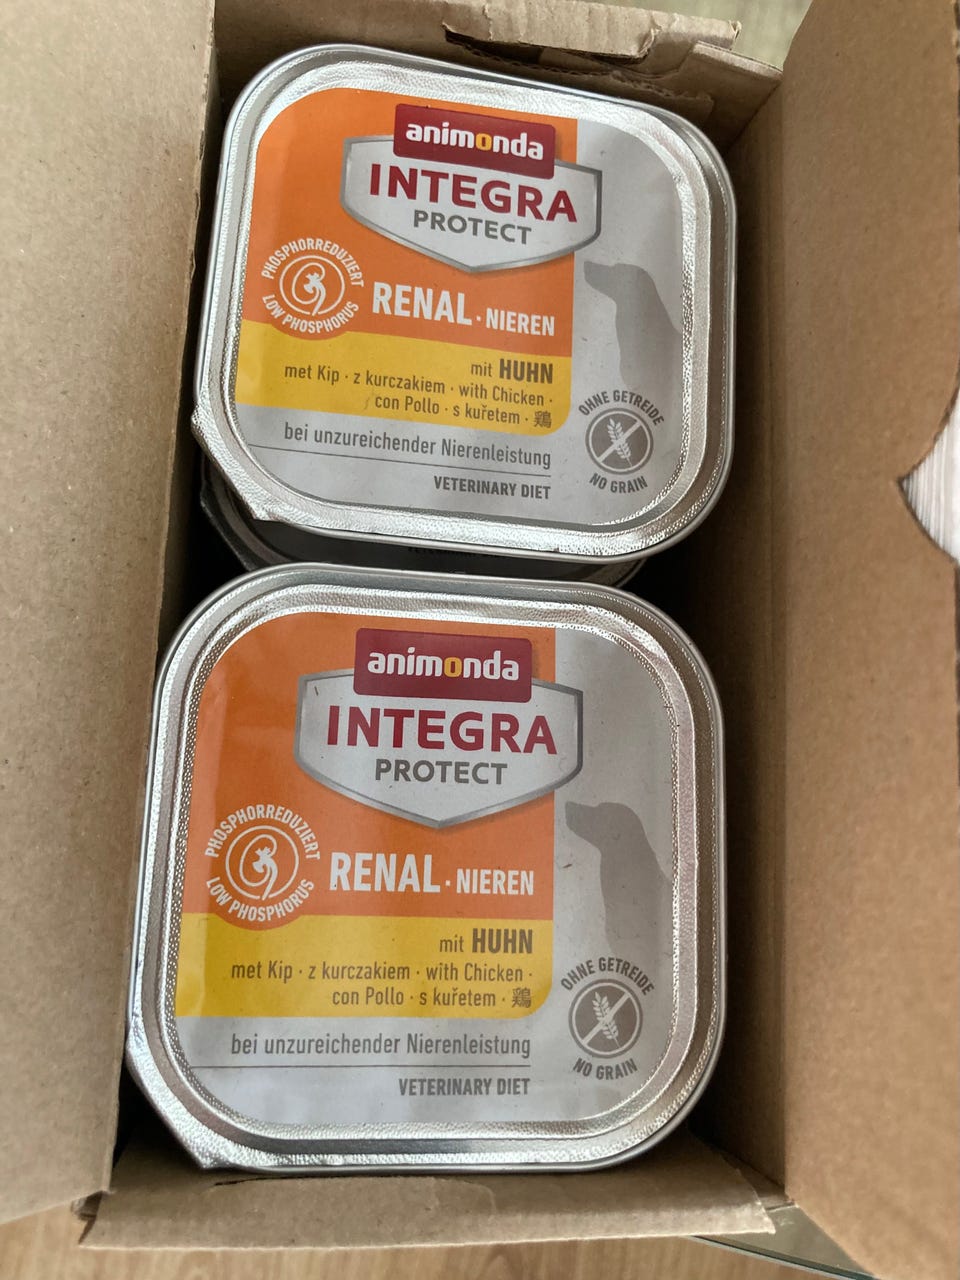 animonda
INTEGRA
PROTECT
PHOSPHORREDUZIERT
LOW PHOSPHORUS
RENAL · NIEREN
mit HUHN
met Kip · z kurczakiem · with Chicken ·
con Pollo · s kuřetem · 鶏
OHNE GETREIDE
NO GRAIN
bei unzureichender Nierenleistung
VETERINARY DIET
animonda
INTEGRA
PROTECT
PHOSPHORREDUZIERT
LOW PHOSPHORUS
RENAL · NIEREN
mit HUHN
met Kip · z kurczakiem · with Chicken ·
con Pollo · s kuřetem · 鶏
OHNE GETREIDE
NO GRAIN
bei unzureichender Nierenleistung
VETERINARY DIET